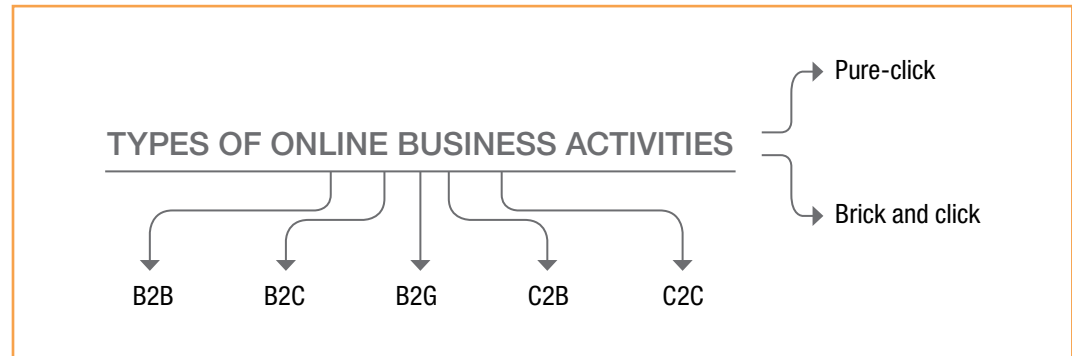 Pure-click
TYPES OF ONLINE BUSINESS ACTIVITIES
Brick and click
B2B B2C B2G C2B C2C